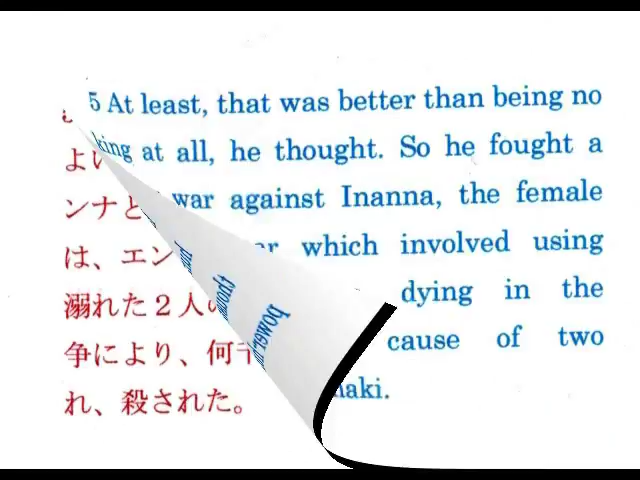 5 At least, that was better than being no
king at all, he thought. So he fought a
war against Inanna, the female
which involved using
dying in the
cause of two
よ
ンナと
は、エン
溺れた２人の
争により、何千
れ、殺された。